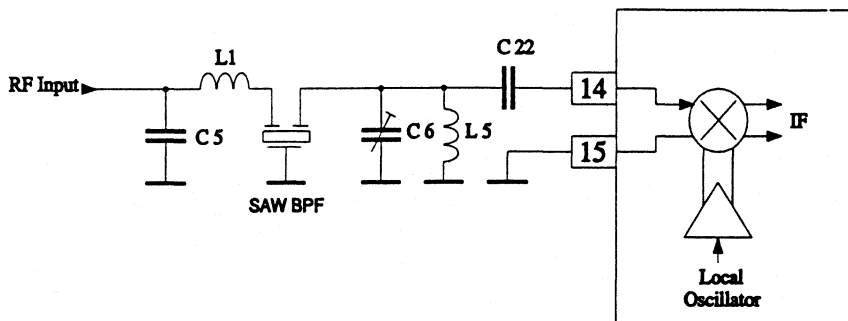 C 22
L1
RF Input
14
C 5
C 6
L 5
15
IF
SAW BPF
Local
Oscillator